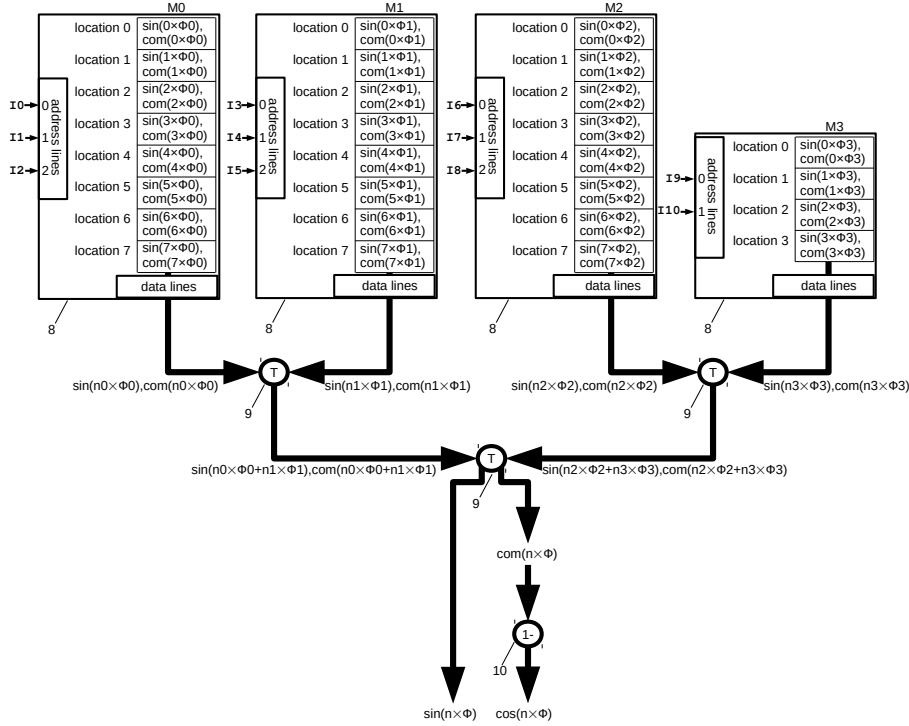 M0
location 0 sin(0×Φ0),
com(0×Φ0)
location 1 sin(1×Φ0),
com(1×Φ0)
location 2 sin(2×Φ0),
com(2×Φ0)
location 3 sin(3×Φ0),
com(3×Φ0)
location 4 sin(4×Φ0),
com(4×Φ0)
location 5 sin(5×Φ0),
com(5×Φ0)
location 6 sin(6×Φ0),
com(6×Φ0)
location 7 sin(7×Φ0),
com(7×Φ0)
address lines
I0 0
I1 1
I2 2
data lines
8
M1
location 0 sin(0×Φ1),
com(0×Φ1)
location 1 sin(1×Φ1),
com(1×Φ1)
location 2 sin(2×Φ1),
com(2×Φ1)
location 3 sin(3×Φ1),
com(3×Φ1)
location 4 sin(4×Φ1),
com(4×Φ1)
location 5 sin(5×Φ1),
com(5×Φ1)
location 6 sin(6×Φ1),
com(6×Φ1)
location 7 sin(7×Φ1),
com(7×Φ1)
address lines
I3 0
I4 1
I5 2
data lines
8
M2
location 0 sin(0×Φ2),
com(0×Φ2)
location 1 sin(1×Φ2),
com(1×Φ2)
location 2 sin(2×Φ2),
com(2×Φ2)
location 3 sin(3×Φ2),
com(3×Φ2)
location 4 sin(4×Φ2)
com(4×Φ2)
location 5 sin(5×Φ2),
com(5×Φ2)
location 6 sin(6×Φ2),
com(6×Φ2)
location 7 sin(7×Φ2),
com(7×Φ2)
address lines
I6 0
I7 1
I8 2
data lines
8
M3
location 0 sin(0×Φ3),
com(0×Φ3)
location 1 sin(1×Φ3),
com(1×Φ3)
location 2 sin(2×Φ3),
com(2×Φ3)
location 3 sin(3×Φ3),
com(3×Φ3)
address lines
I9 0
I10 1
data lines
8
T
T
sin(n0×Φ0),com(n0×Φ0)
sin(n1×Φ1),com(n1×Φ1)
sin(n2×Φ2),com(n2×Φ2)
sin(n3×Φ3),com(n3×Φ3)
9
9
T
sin(n0×Φ0+n1×Φ1),com(n0×Φ0+n1×Φ1)
sin(n2×Φ2+n3×Φ3),com(n2×Φ2+n3×Φ3)
9
com(n×Φ)
1-
10
sin(n×Φ)
cos(n×Φ)